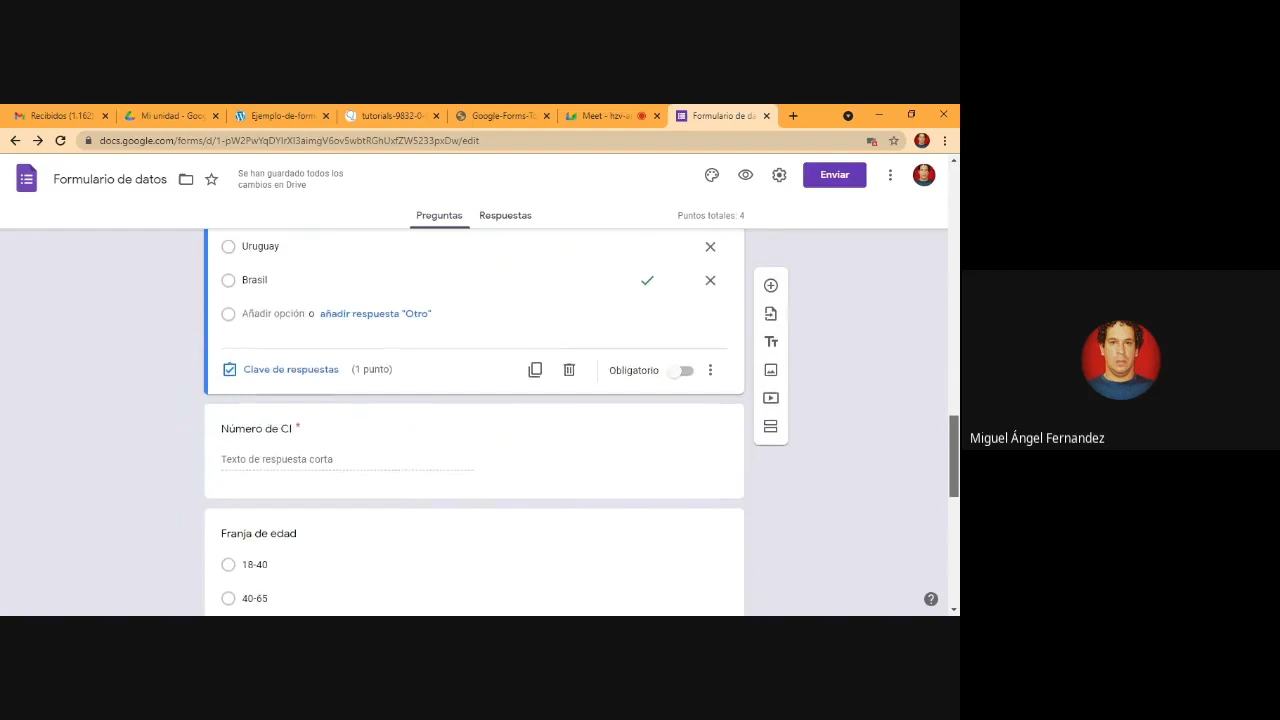 Recibidos (1.162)
Mi unidad - Goo
Ejemplo-de-form
tutorials-9832-0-
Google-Forms-Tu
Meet - hzv-a
Formulario de da
docs.google.com/forms/d/1-pW2PwYqDYIrXl3aimgV6ov5wbtRGhUxfZW5233pxDw/edit
Formulario de datos
Se han guardado todos los
cambios en Drive
Enviar
Preguntas
Respuestas
Puntos totales: 4
Uruguay
Brasil
Añadir opción o añadir respuesta "Otro"
Clave de respuestas (1 punto)
Obligatorio
Número de CI *
Texto de respuesta corta
Franja de edad
18-40
40-65
Miguel Ángel Fernandez